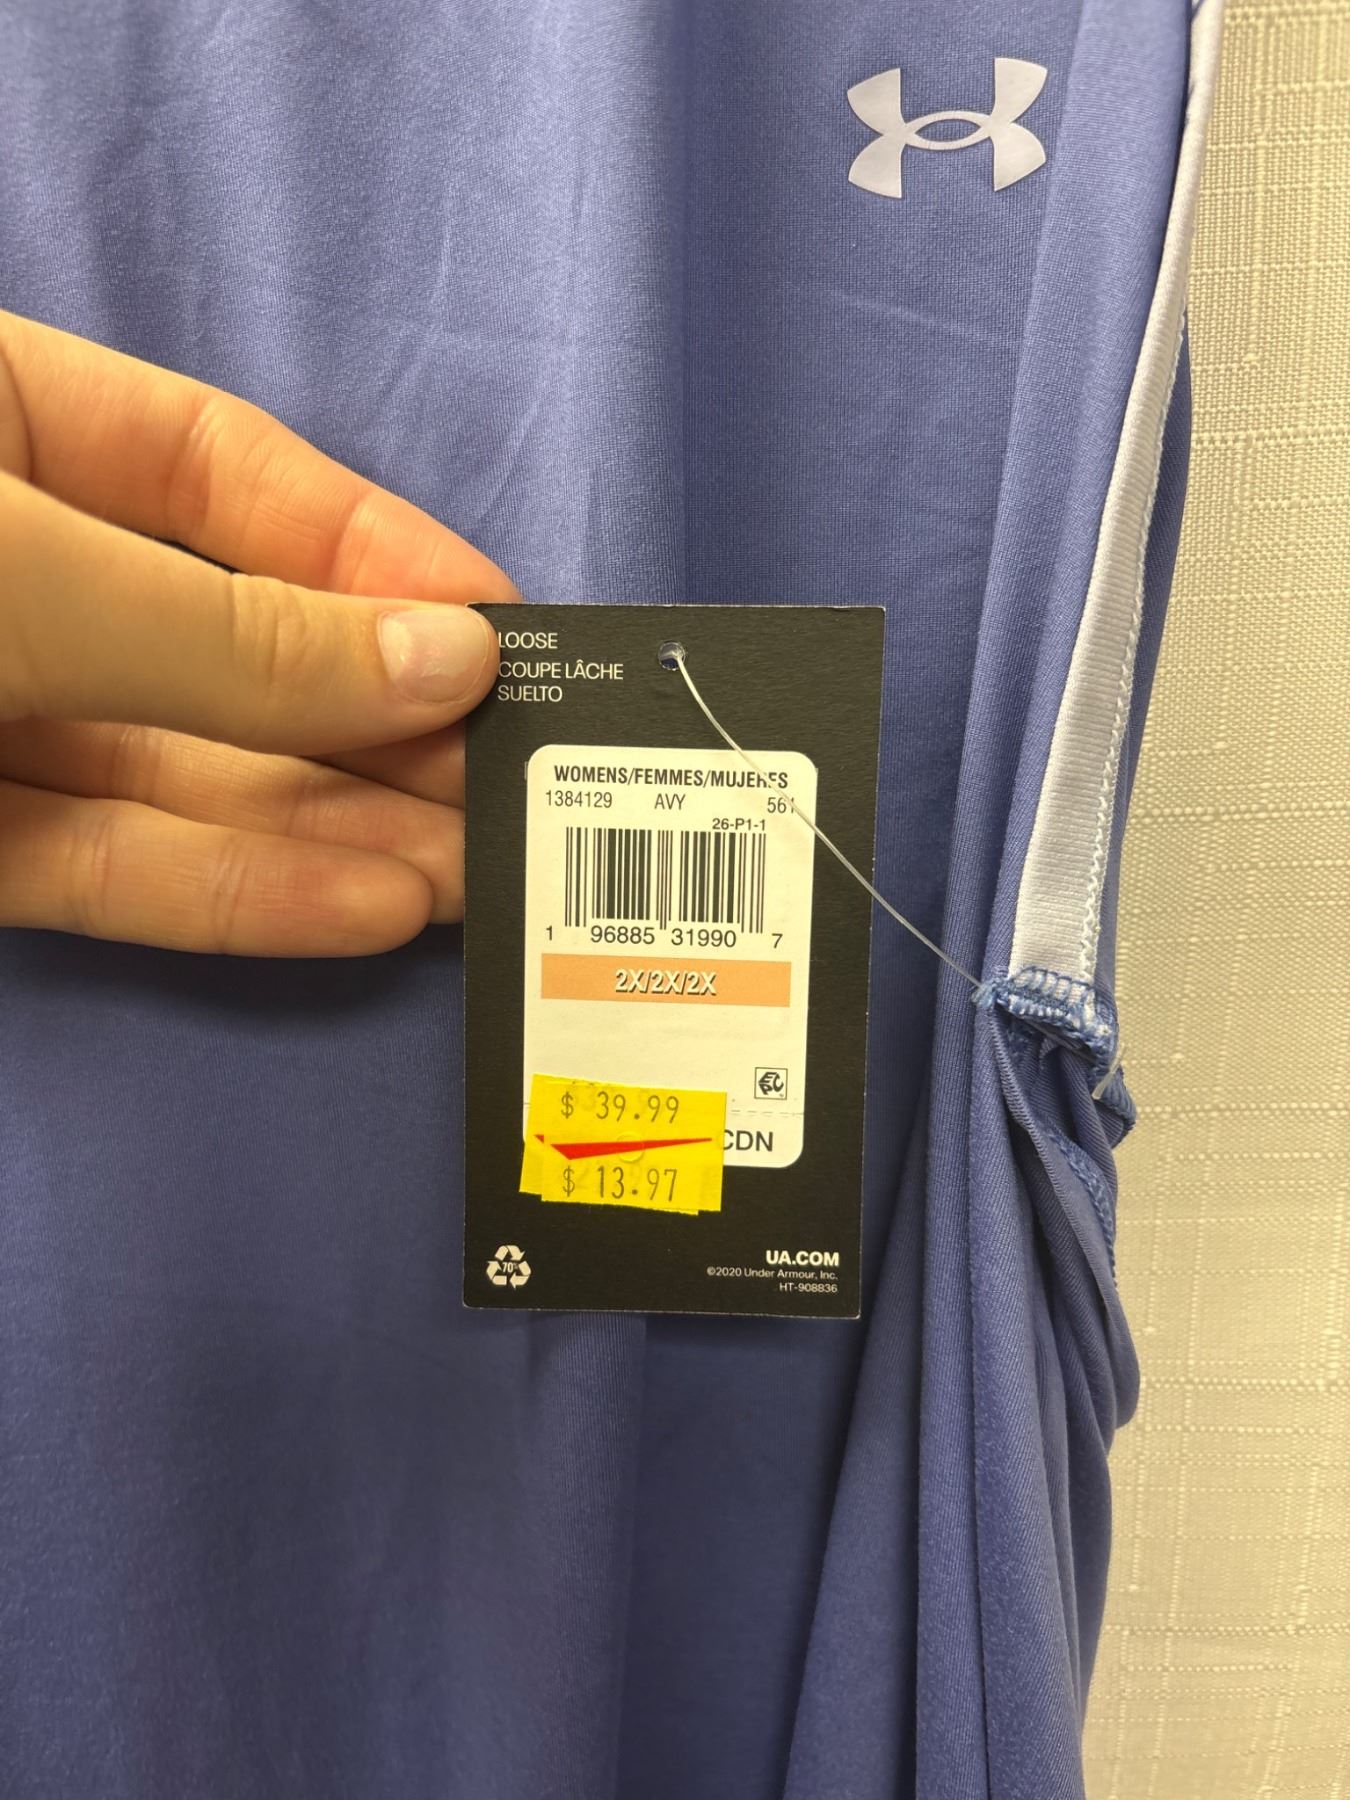 LOOSE
COUPE LÂCHE
SUELTO
WOMENS/FEMMES/MUJERES
1384129 AVY 561
26-P1-1
1 96885 31990 7
2X/2X/2X
$ 39.99
CDN
$ 13.97
70%
UA.COM
©2020 Under Armour, Inc.
HT-908836